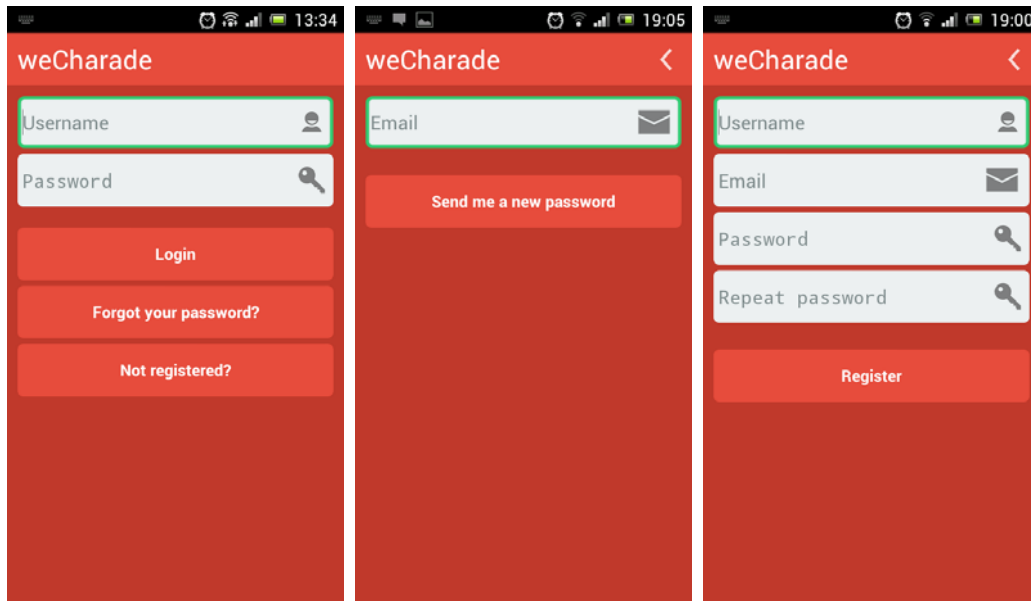 13:34
weCharade
Username
Password
Login
Forgot your password?
Not registered?
19:05
weCharade
Email
Send me a new password
19:00
weCharade
Username
Email
Password
Repeat password
Register